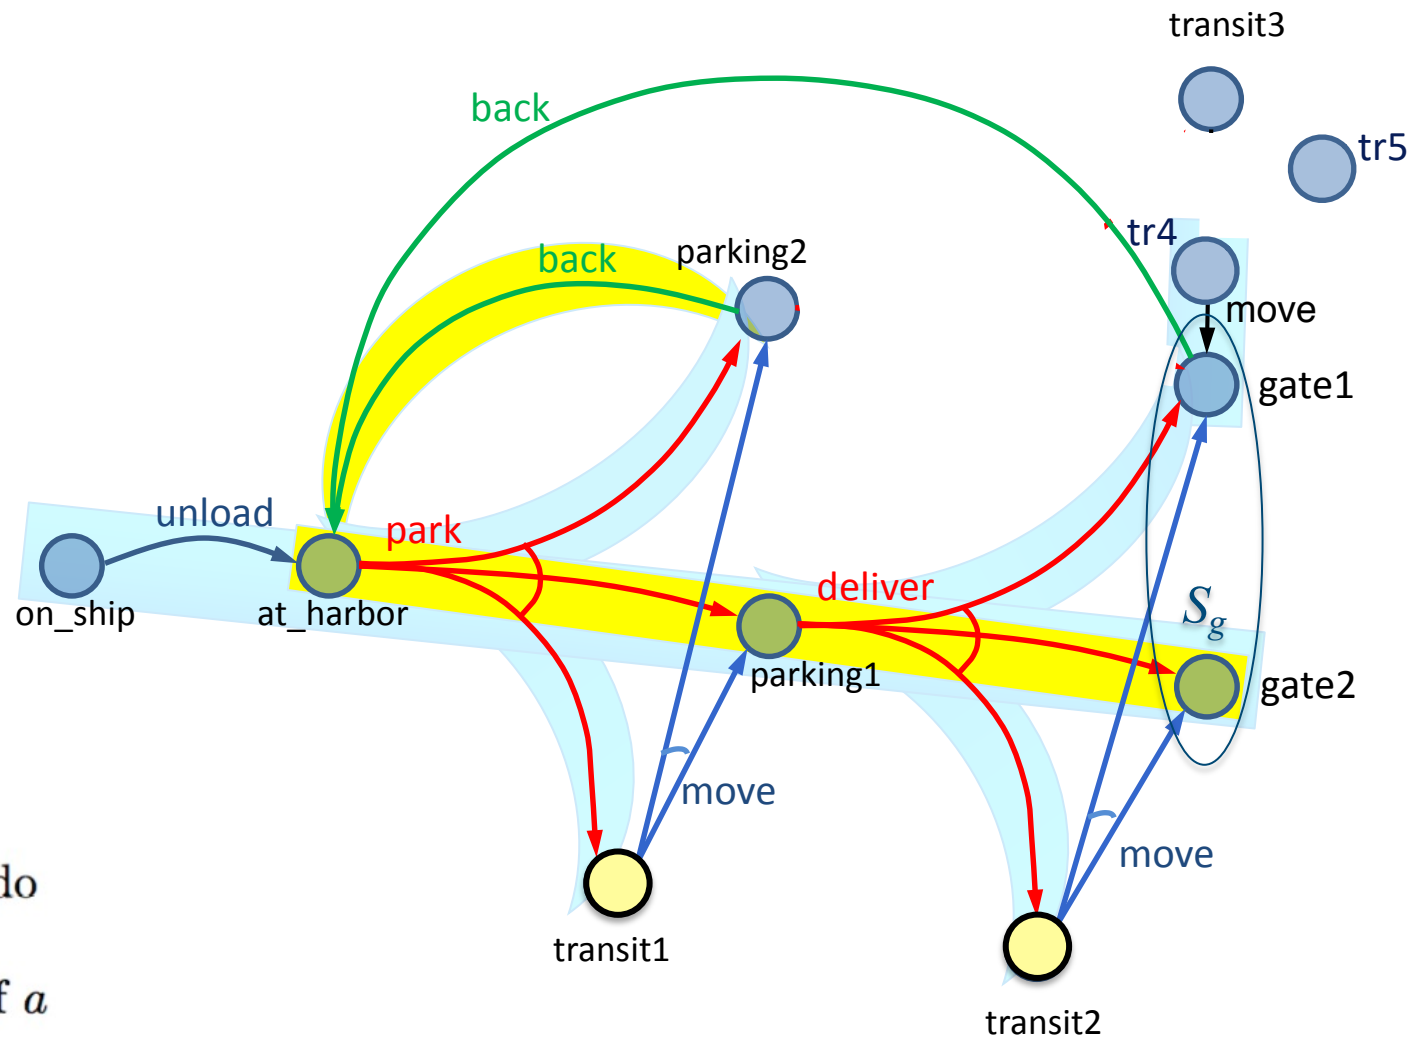 transit3
back
tr5
tr4
parking2
back
move
gate1
unload
park
on_ship
at_harbor
deliver
S_g
parking1
gate2
move
move
do
f a
transit1
transit2